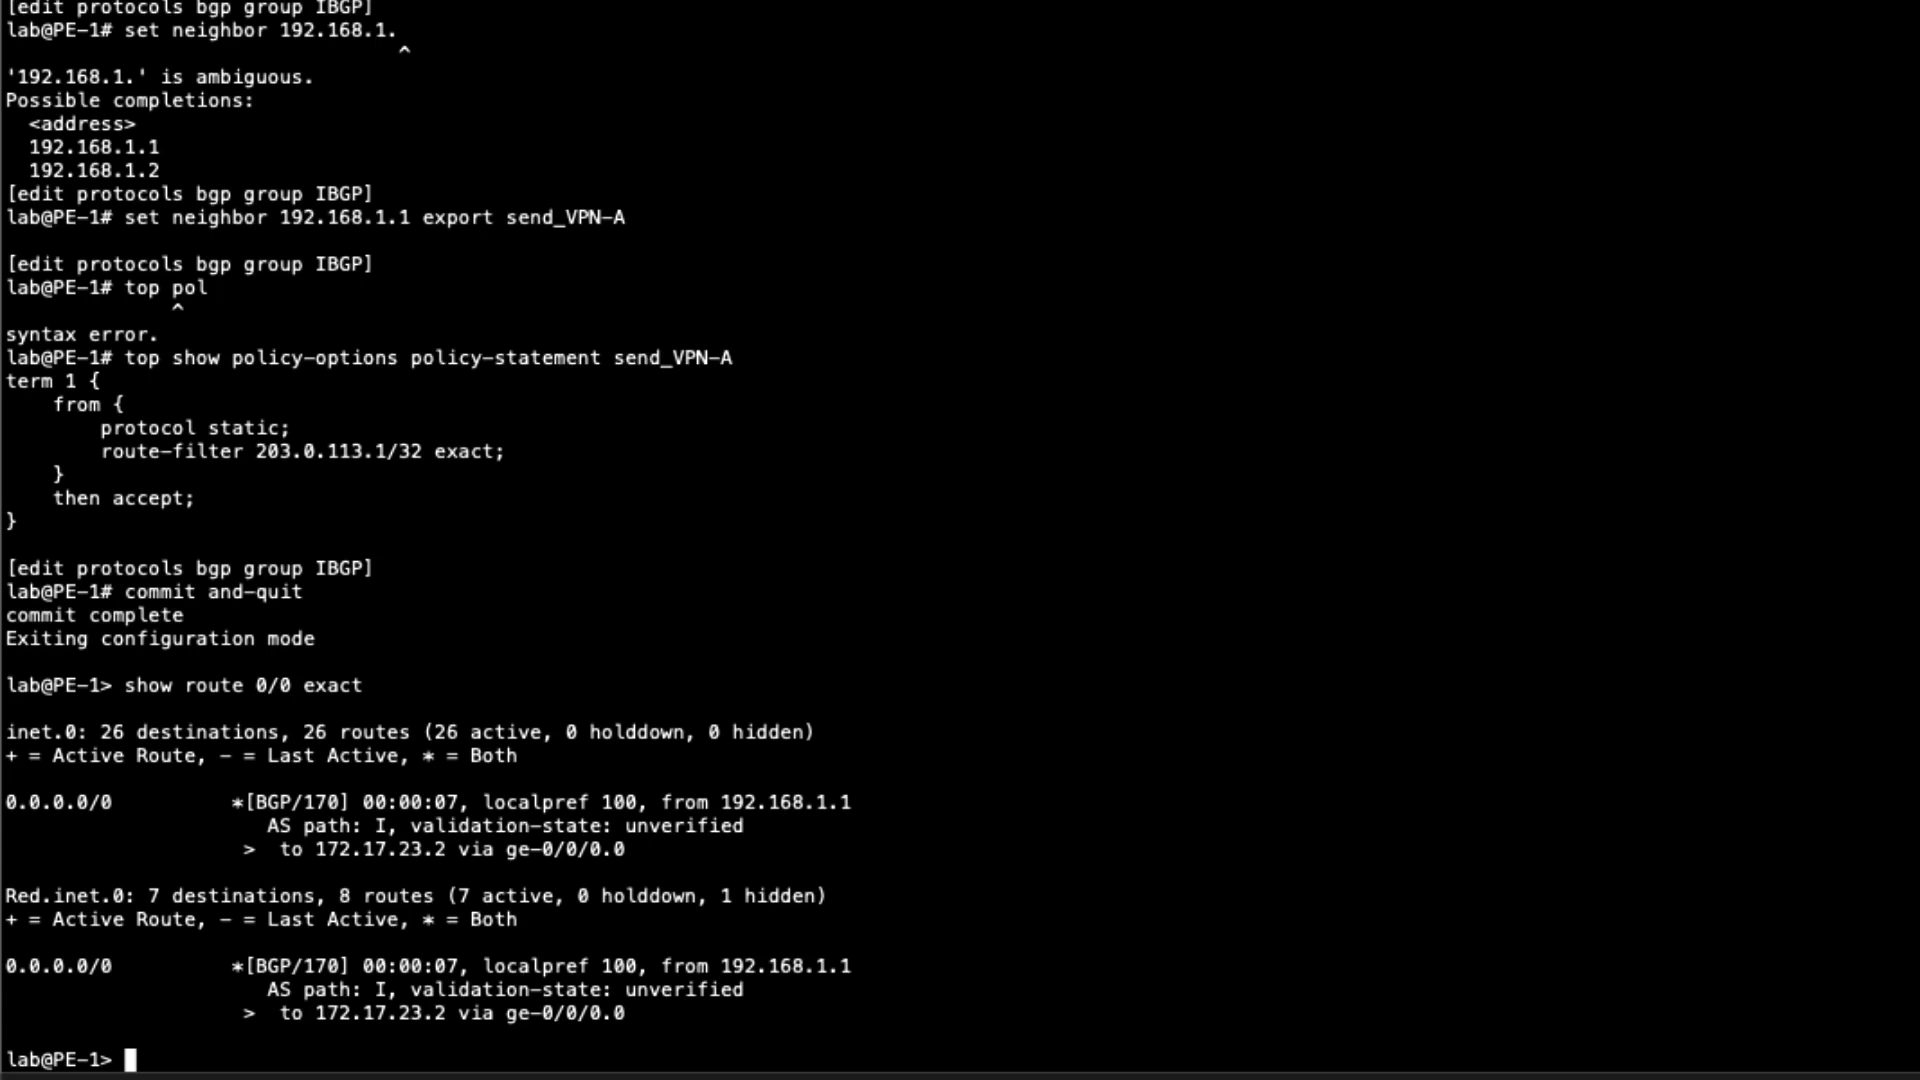 [edit protocols bgp group IBGP]
lab@PE-1# set neighbor 192.168.1.
                                 ^
'192.168.1.' is ambiguous.
Possible completions:
  <address>
  192.168.1.1
  192.168.1.2
[edit protocols bgp group IBGP]
lab@PE-1# set neighbor 192.168.1.1 export send_VPN-A

[edit protocols bgp group IBGP]
lab@PE-1# top pol
              ^
syntax error.
lab@PE-1# top show policy-options policy-statement send_VPN-A
term 1 {
    from {
        protocol static;
        route-filter 203.0.113.1/32 exact;
    }
    then accept;
}

[edit protocols bgp group IBGP]
lab@PE-1# commit and-quit
commit complete
Exiting configuration mode

lab@PE-1> show route 0/0 exact

inet.0: 26 destinations, 26 routes (26 active, 0 holddown, 0 hidden)
+ = Active Route, - = Last Active, * = Both

0.0.0.0/0          *[BGP/170] 00:00:07, localpref 100, from 192.168.1.1
                      AS path: I, validation-state: unverified
                    >  to 172.17.23.2 via ge-0/0/0.0

Red.inet.0: 7 destinations, 8 routes (7 active, 0 holddown, 1 hidden)
+ = Active Route, - = Last Active, * = Both

0.0.0.0/0          *[BGP/170] 00:00:07, localpref 100, from 192.168.1.1
                      AS path: I, validation-state: unverified
                    >  to 172.17.23.2 via ge-0/0/0.0

lab@PE-1>